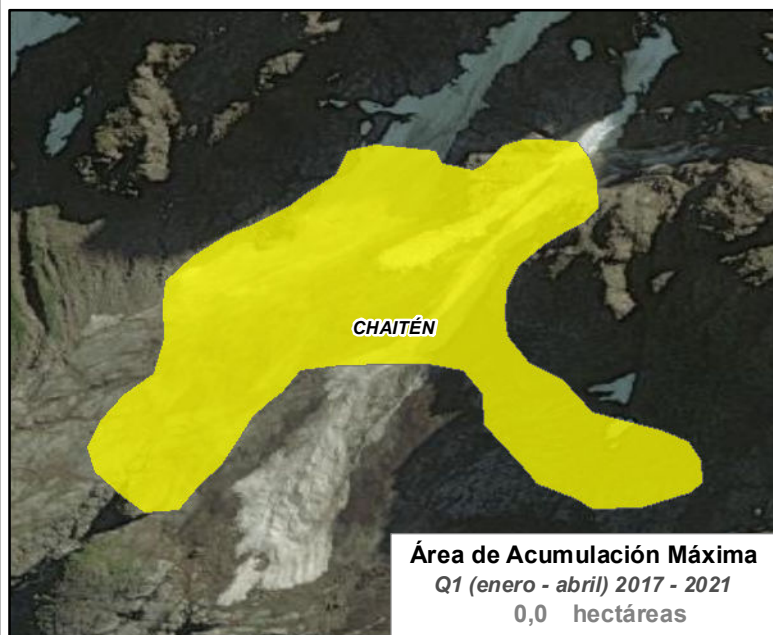 CHAITÉN
Área de Acumulación Máxima
Q1 (enero - abril) 2017 - 2021
0,0 hectáreas